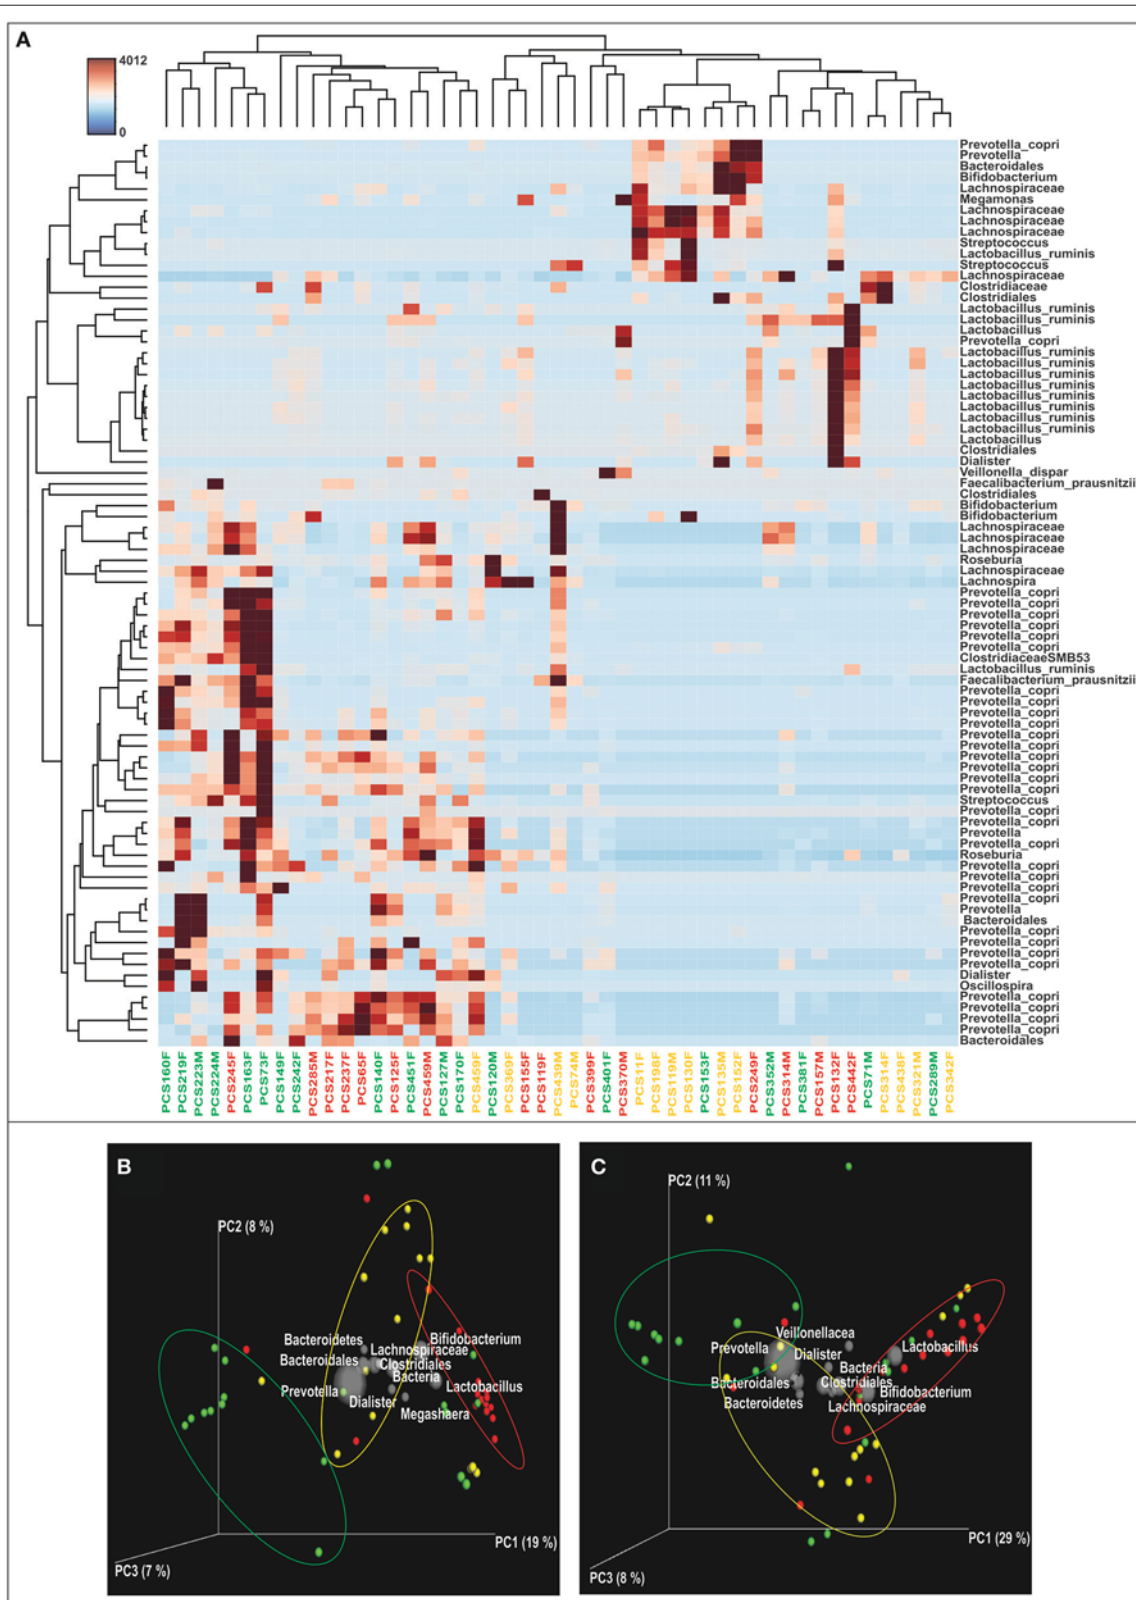 A
4012
0
Prevotella_copri
Prevotella
Bacteroidales
Bifidobacterium
Lachnospiraceae
Megamonas
Lachnospiraceae
Lachnospiraceae
Lachnospiraceae
Streptococcus
Lactobacillus_ruminis
Streptococcus
Lachnospiraceae
Clostridiaceae
Clostridiales
Lactobacillus_ruminis
Lactobacillus_ruminis
Lactobacillus
Prevotella_copri
Lactobacillus_ruminis
Lactobacillus_ruminis
Lactobacillus_ruminis
Lactobacillus_ruminis
Lactobacillus_ruminis
Lactobacillus_ruminis
Lactobacillus_ruminis
Lactobacillus_ruminis
Lactobacillus
Clostridiales
Dialister
Veillonella_dispar
Faecalibacterium_prausnitzii
Clostridiales
Bifidobacterium
Bifidobacterium
Lachnospiraceae
Lachnospiraceae
Lachnospiraceae
Roseburia
Lachnospiraceae
Lachnospira
Prevotella_copri
Prevotella_copri
Prevotella_copri
Prevotella_copri
Prevotella_copri
Prevotella_copri
ClostridiaceaeSMB53
Lactobacillus_ruminis
Faecalibacterium_prausnitzii
Prevotella_copri
Prevotella_copri
Prevotella_copri
Prevotella_copri
Prevotella_copri
Prevotella_copri
Prevotella_copri
Prevotella_copri
Prevotella_copri
Prevotella_copri
Streptococcus
Prevotella_copri
Prevotella_copri
Prevotella
Prevotella_copri
Roseburia
Prevotella_copri
Prevotella_copri
Prevotella_copri
Prevotella_copri
Prevotella
Bacteroidales
Prevotella_copri
Prevotella_copri
Prevotella_copri
Prevotella_copri
Dialister
Oscillospira
Prevotella_copri
Prevotella_copri
Prevotella_copri
Prevotella_copri
Bacteroidales
PCS160F
PCS219F
PCS223M
PCS224M
PCS245F
PCS163F
PCS73F
PCS149F
PCS242F
PCS285M
PCS217F
PCS237F
PCS65F
PCS140F
PCS125F
PCS451F
PCS459M
PCS127M
PCS170F
PCS459F
PCS120M
PCS369F
PCS155F
PCS119F
PCS439M
PCS74M
PCS399F
PCS401F
PCS370M
PCS11F
PCS198F
PCS119M
PCS130F
PCS153F
PCS135M
PCS152F
PCS249F
PCS352M
PCS314M
PCS381F
PCS157M
PCS132F
PCS442F
PCS71M
PCS314F
PCS438F
PCS321M
PCS289M
PCS342F
B
PC2 (8 %)
Bacteroidetes
Bifidobacterium
Lachnospiraceae
Bacteroidales
Clostridiales
Bacteria
Prevotella
Lactobacillus
Dialister
Megashaera
PC1 (19 %)
PC3 (7 %)
C
PC2 (11 %)
Veillonellacea
Prevotella
Dialister
Lactobacillus
Bacteria
Bacteroidales
Clostridiales
Bifidobacterium
Bacteroidetes
Lachnospiraceae
PC1 (29 %)
PC3 (8 %)